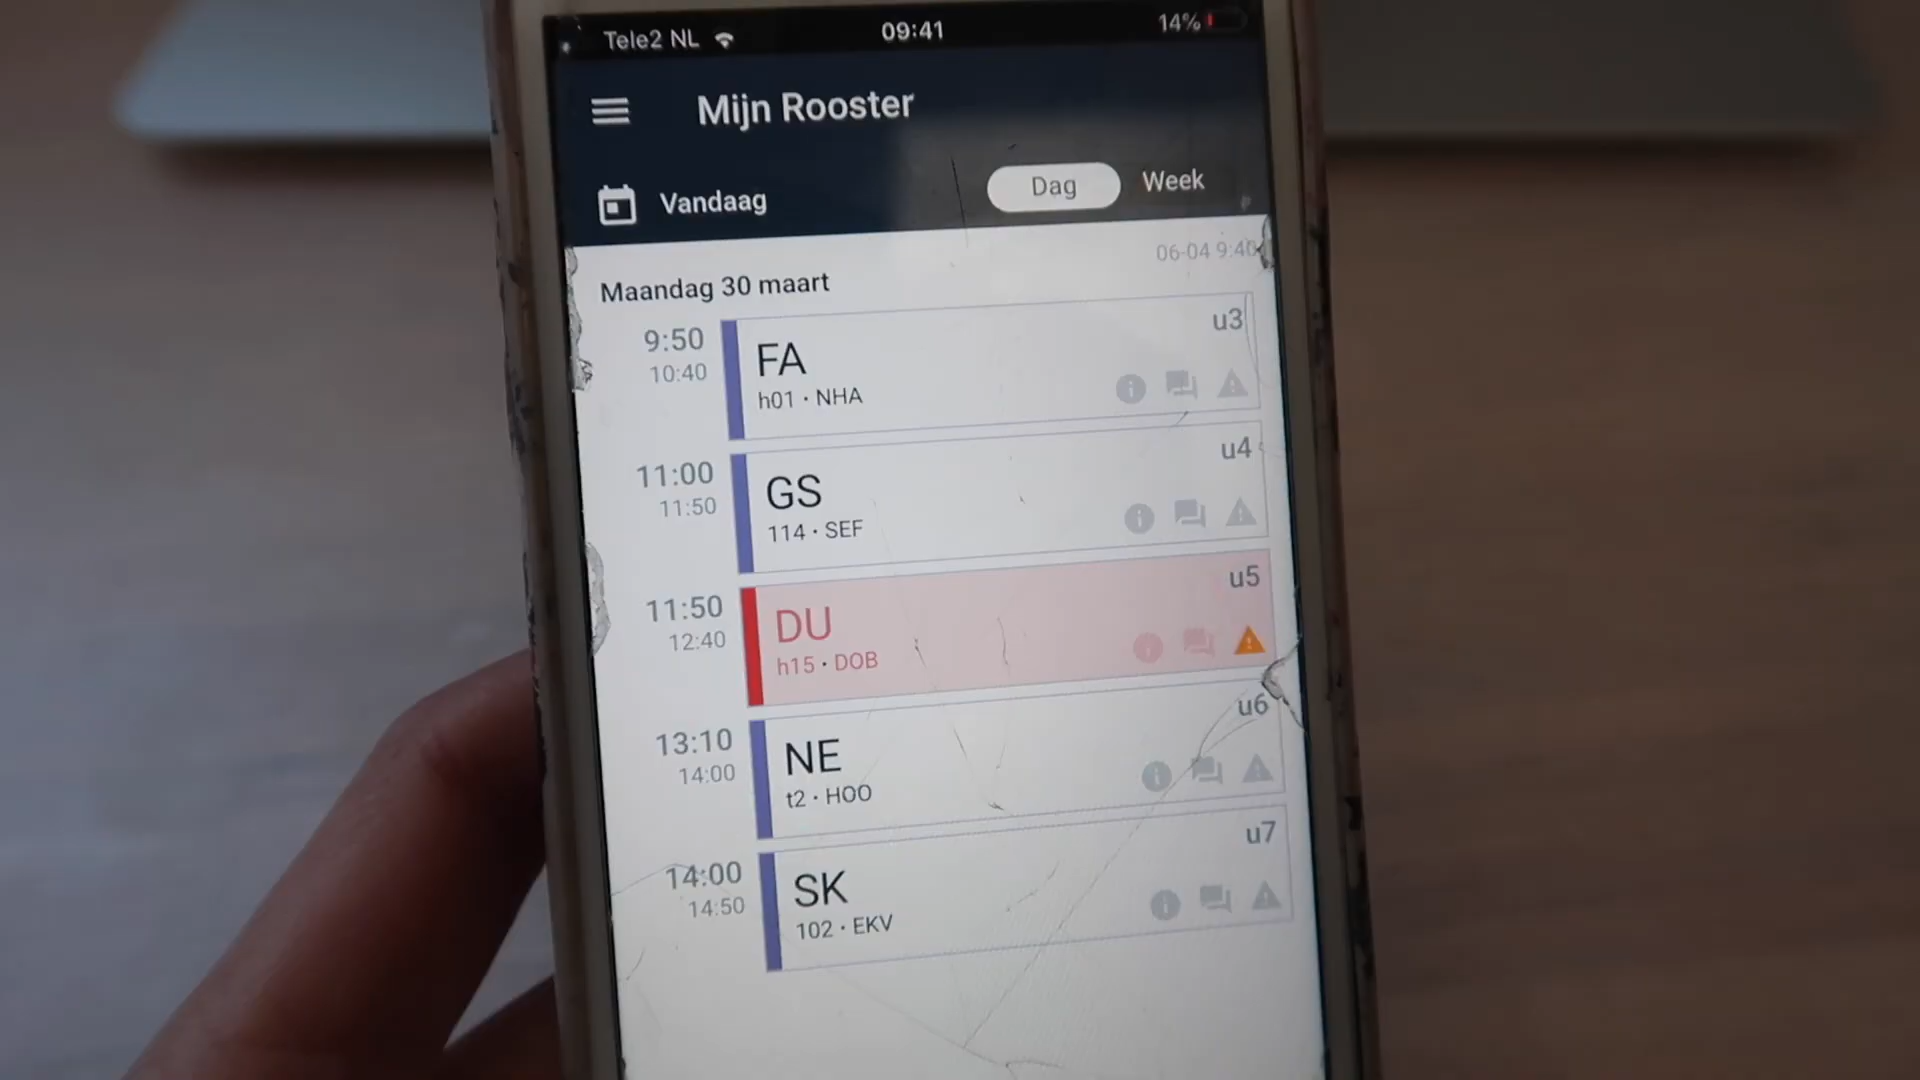 Tele2 NL 09:41 14%
Mijn Rooster
Vandaag Dag Week
06-04 9:40
Maandag 30 maart
9:50 FA u3
10:40 h01 · NHA
11:00 GS u4
11:50 114 · SEF
11:50 DU u5
12:40 h15 · DOB
13:10 NE u6
14:00 t2 · HOO
14:00 SK u7
14:50 102 · EKV